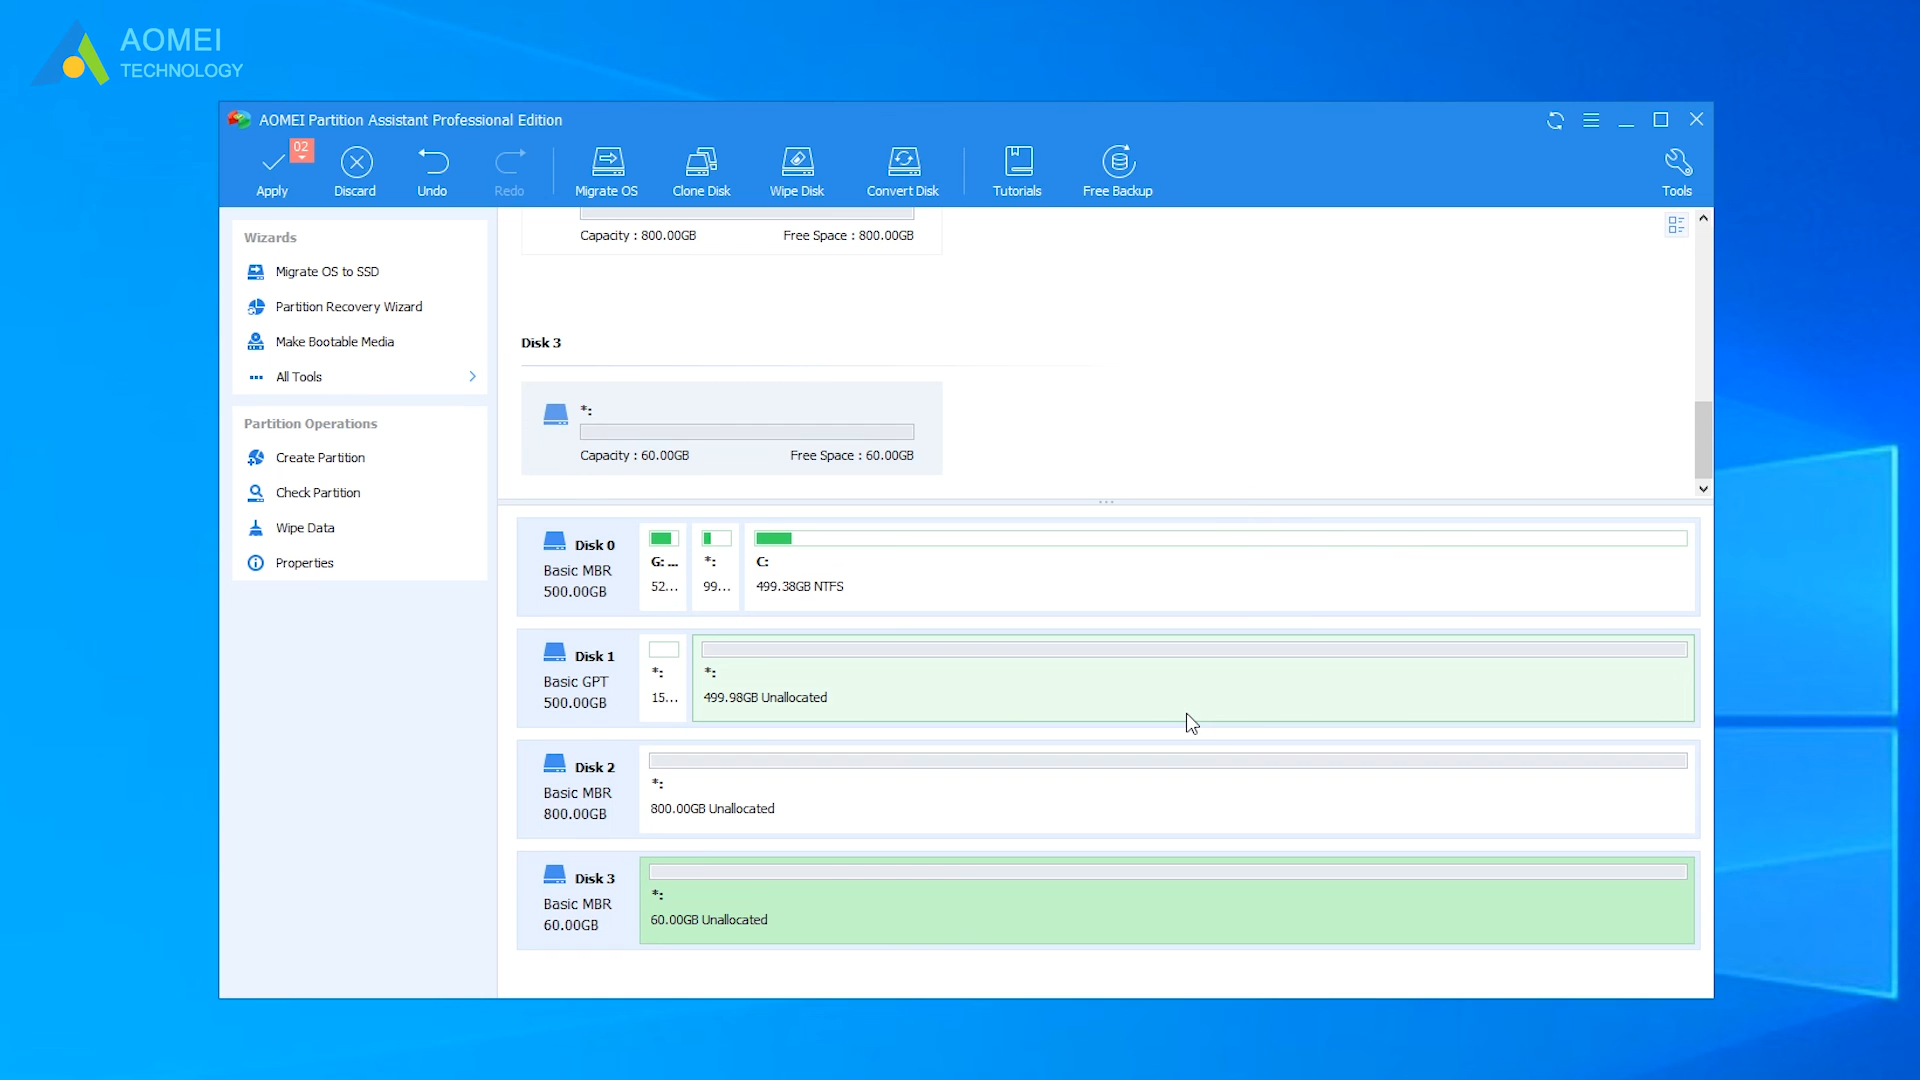 AOMEI
TECHNOLOGY
AOMEI Partition Assistant Professional Edition
02
Apply
Discard
Undo
Redo
Migrate OS
Clone Disk
Wipe Disk
Convert Disk
Tutorials
Free Backup
Tools
Wizards
Migrate OS to SSD
Partition Recovery Wizard
Make Bootable Media
All Tools
Partition Operations
Create Partition
Check Partition
Wipe Data
Properties
Capacity : 800.00GB Free Space : 800.00GB
Disk 3
*:
Capacity : 60.00GB Free Space : 60.00GB
Disk 0
Basic MBR
500.00GB
G: ...
52...
*:
99...
C:
499.38GB NTFS
Disk 1
Basic GPT
500.00GB
*:
15...
*:
499.98GB Unallocated
Disk 2
Basic MBR
800.00GB
*:
800.00GB Unallocated
Disk 3
Basic MBR
60.00GB
*:
60.00GB Unallocated